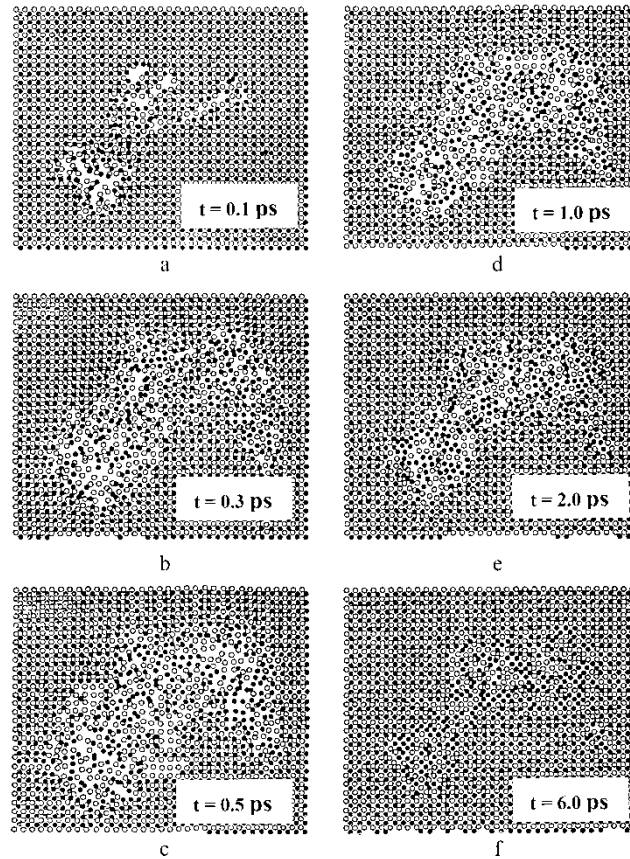 t = 0.1 ps
a
t = 0.3 ps
b
t = 0.5 ps
c
t = 1.0 ps
d
t = 2.0 ps
e
t = 6.0 ps
f